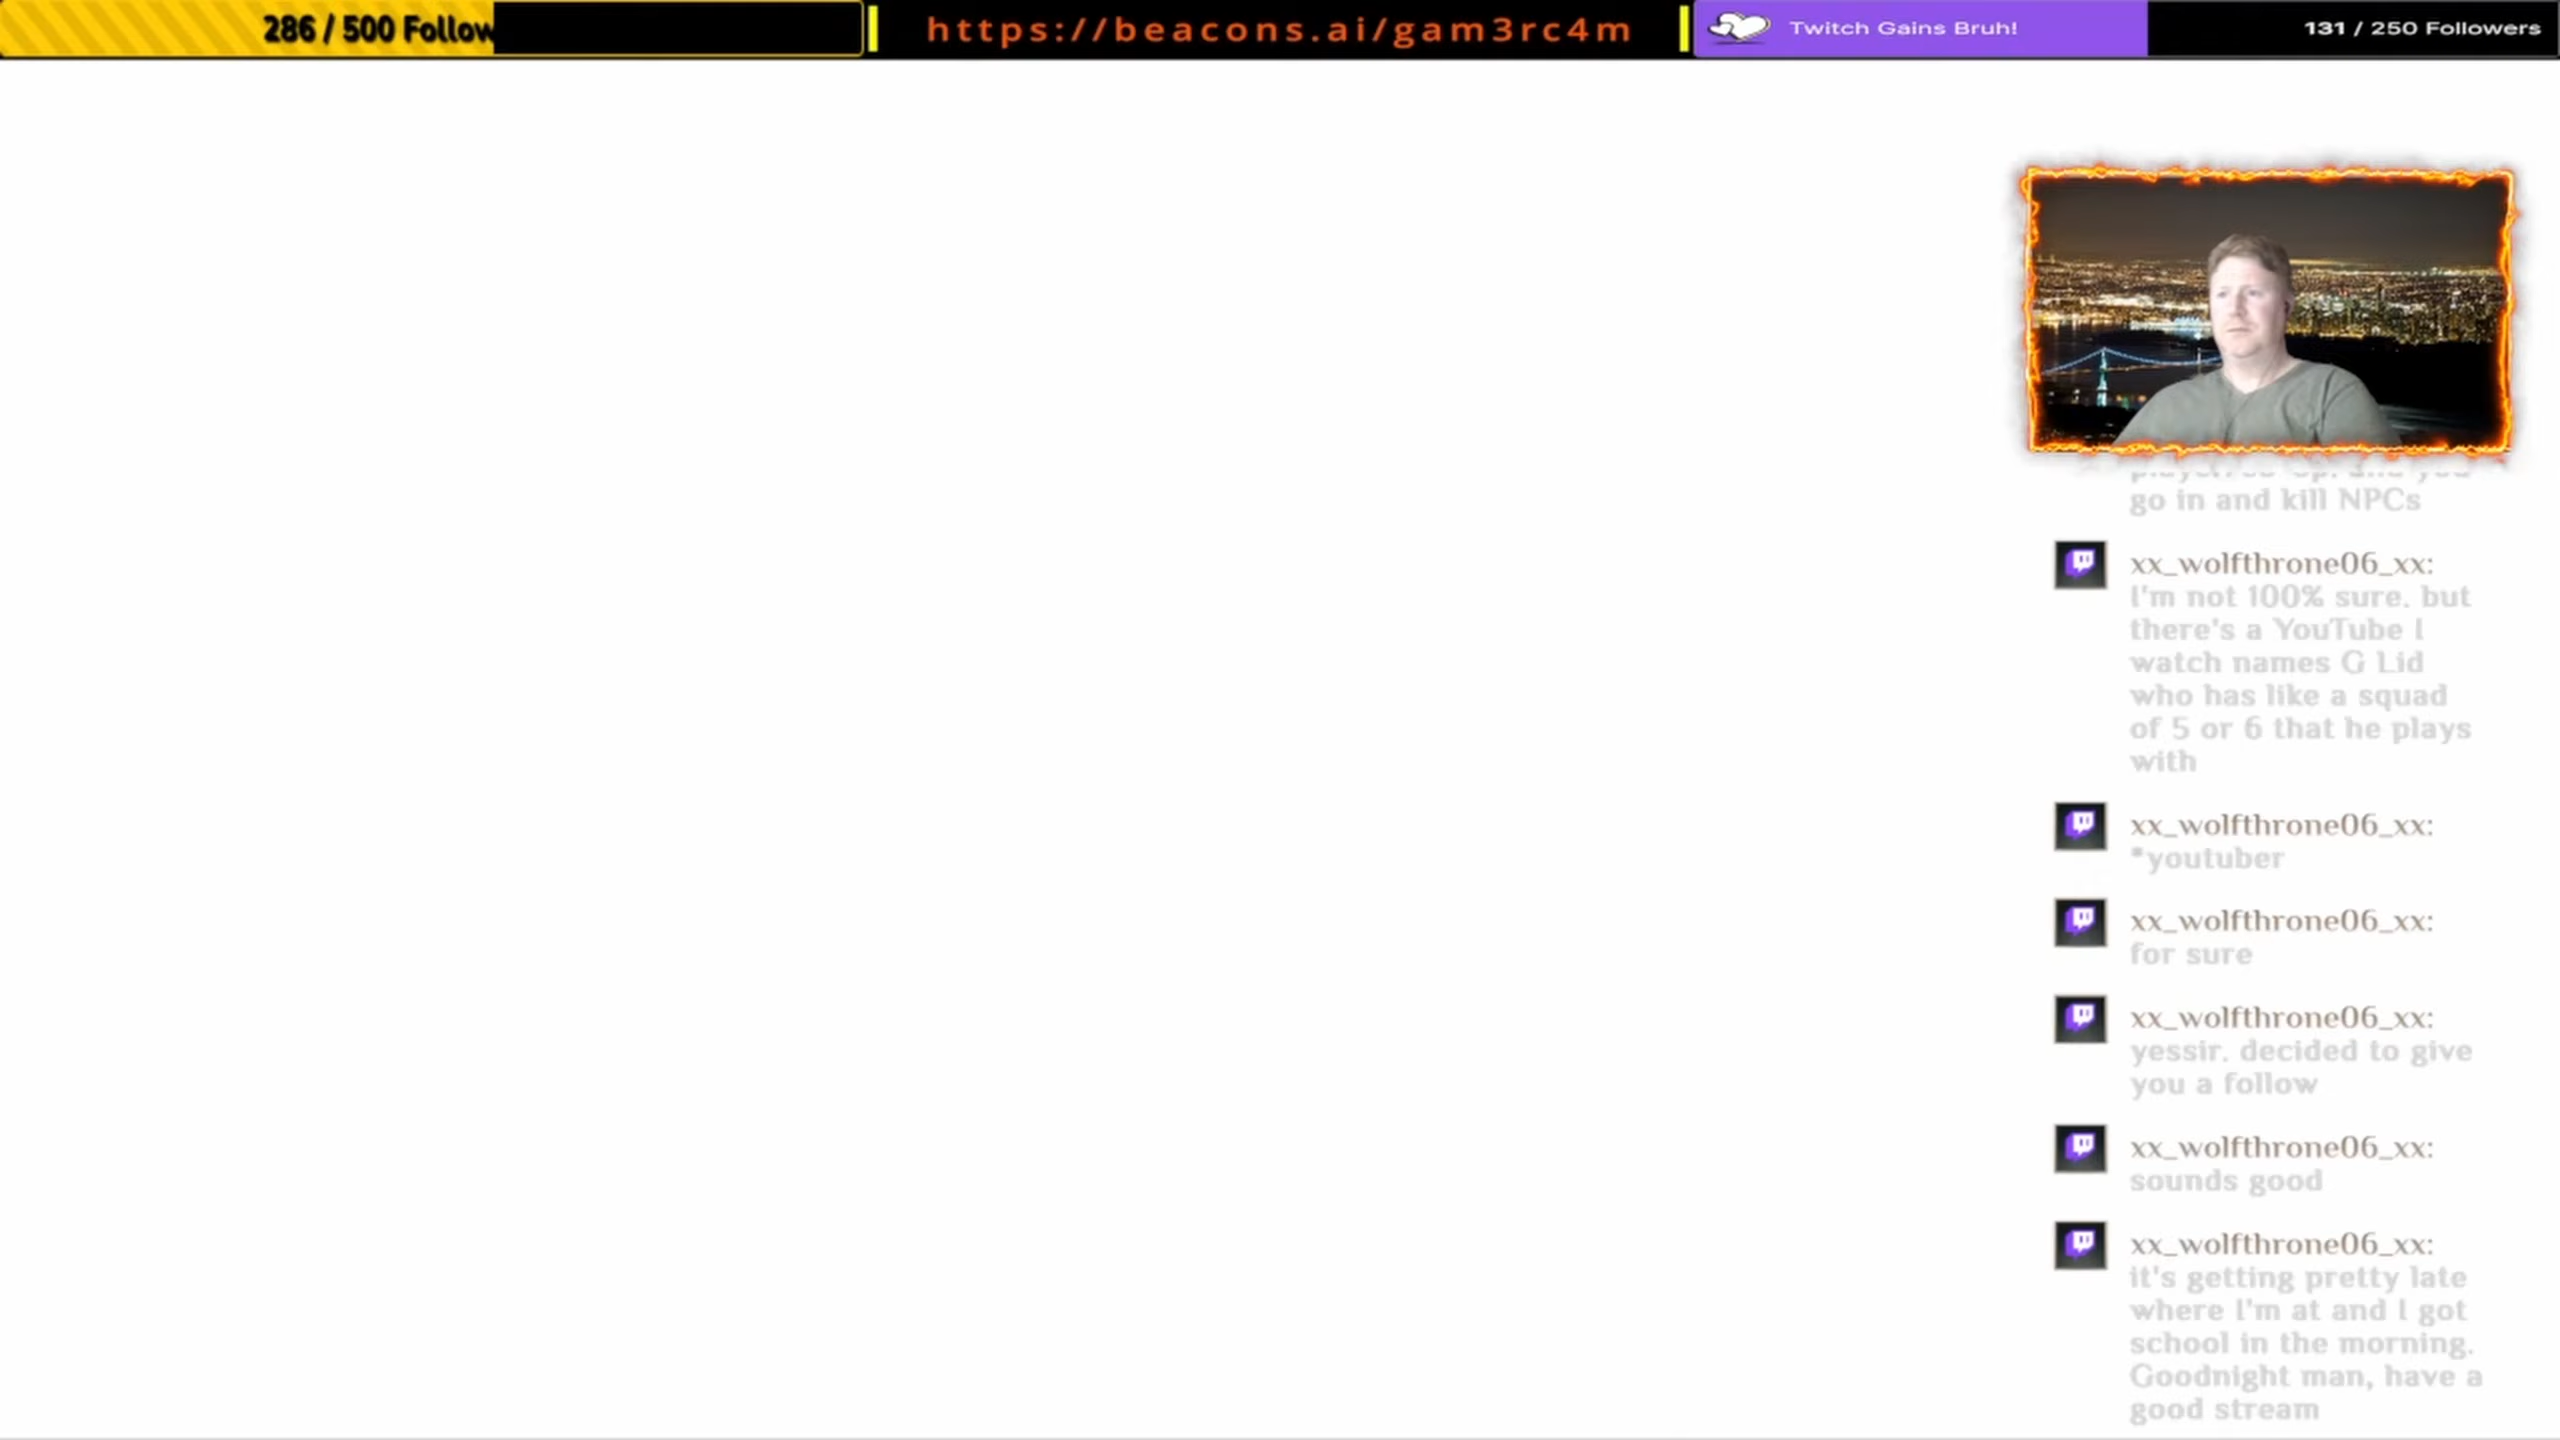 286 / 500 Follow
https://beacons.ai/gam3rc4m
Twitch Gains Bruh!
131 / 250 Followers
go in and kill NPCs
xx_wolfthrone06_xx:
I'm not 100% sure. but
there's a YouTube I
watch names G Lid
who has like a squad
of 5 or 6 that he plays
with
xx_wolfthrone06_xx:
*youtuber
xx_wolfthrone06_xx:
for sure
xx_wolfthrone06_xx:
yessir. decided to give
you a follow
xx_wolfthrone06_xx:
sounds good
xx_wolfthrone06_xx:
it's getting pretty late
where I'm at and I got
school in the morning.
Goodnight man, have a
good stream